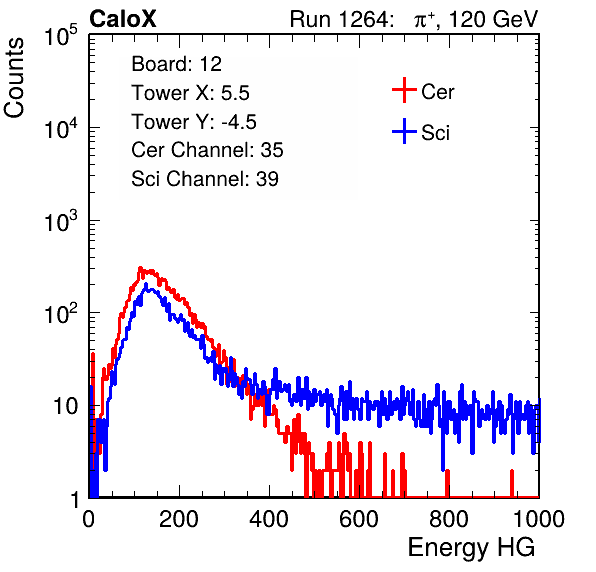 CaloX Run 1264: π⁺, 120 GeV
Counts
10⁵
10⁴
10³
10²
10
1
Board: 12
Tower X: 5.5
Tower Y: -4.5
Cer Channel: 35
Sci Channel: 39
Cer
Sci
0 200 400 600 800 1000
Energy HG